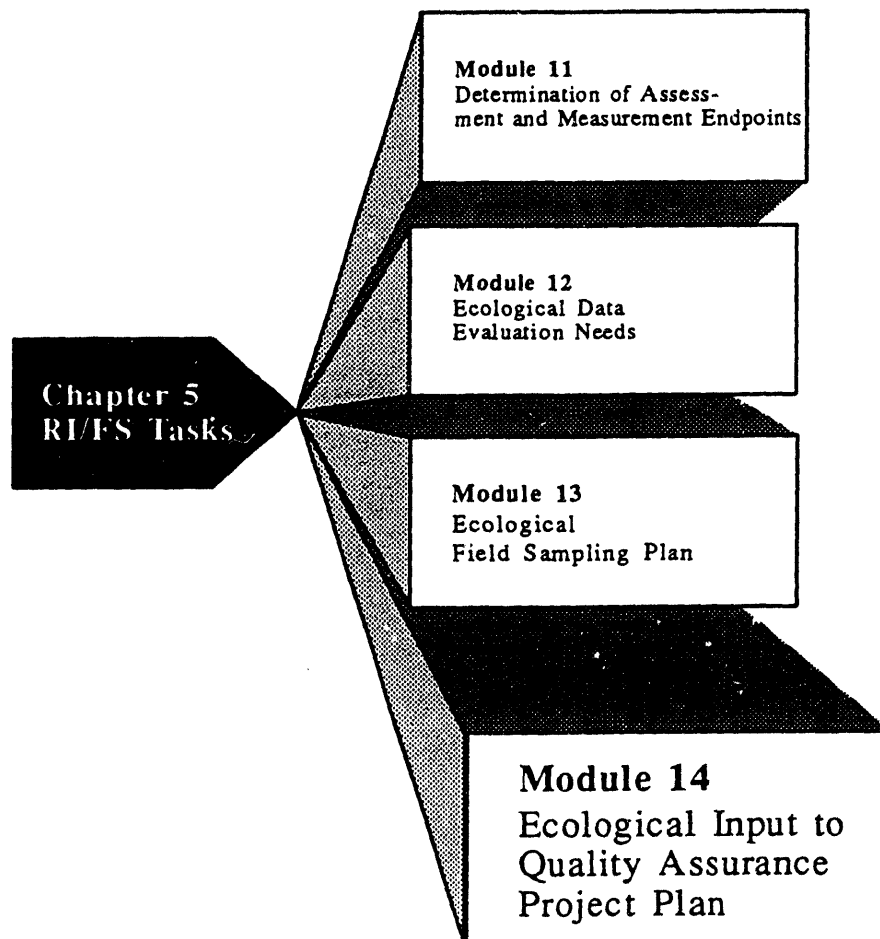 Chapter 5
RI/FS Tasks
Module 11
Determination of Assess-
ment and Measurement Endpoints
Module 12
Ecological Data
Evaluation Needs
Module 13
Ecological
Field Sampling Plan
Module 14
Ecological Input to
Quality Assurance
Project Plan